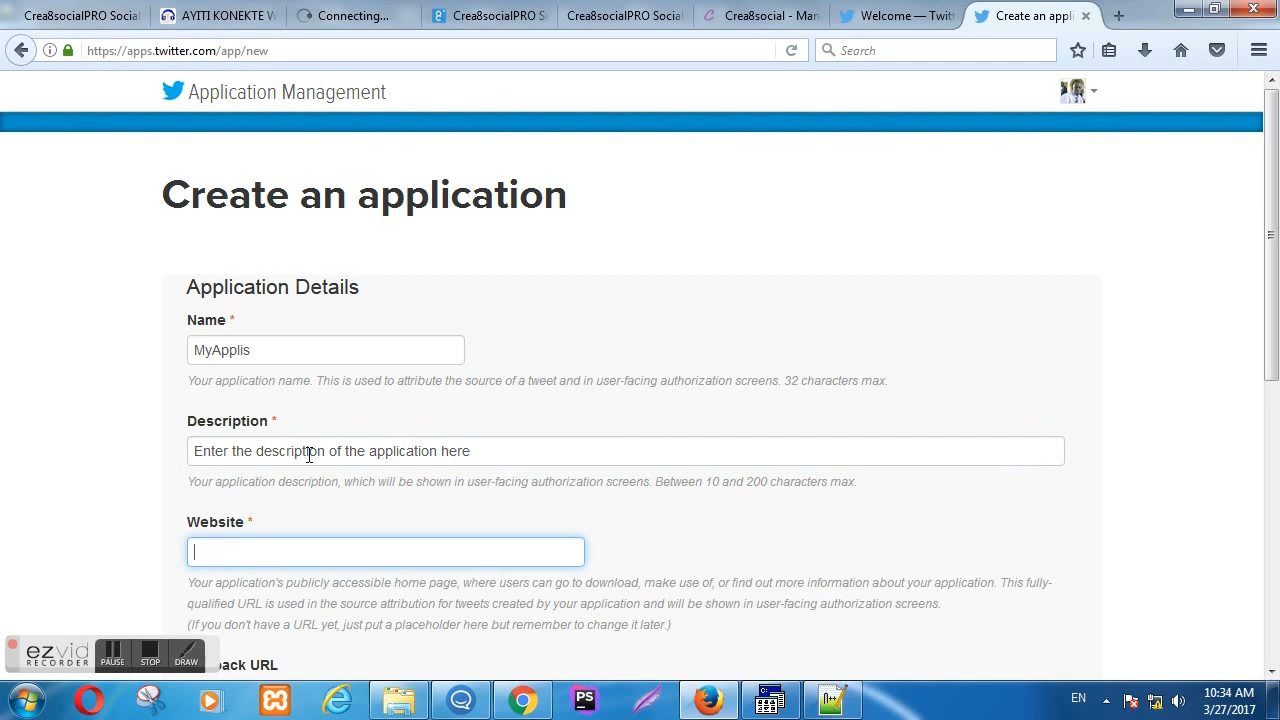 Crea8socialPRO Social
AYITI KONEKTE W
Connecting...
Crea8socialPRO S
Crea8socialPRO Social
Crea8social - Man
Welcome — Twitt
Create an appli
https://apps.twitter.com/app/new
Search
Application Management
Create an application
Application Details
Name *
MyApplis
Your application name. This is used to attribute the source of a tweet and in user-facing authorization screens. 32 characters max.
Description *
Enter the description of the application here
Your application description, which will be shown in user-facing authorization screens. Between 10 and 200 characters max.
Website *
Your application's publicly accessible home page, where users can go to download, make use of, or find out more information about your application. This fully-
qualified URL is used in the source attribution for tweets created by your application and will be shown in user-facing authorization screens.
(If you don't have a URL yet, just put a placeholder here but remember to change it later.)
back URL
ezvid
RECORDER
PAUSE
STOP
DRAW
PS
EN
10:34 AM
3/27/2017